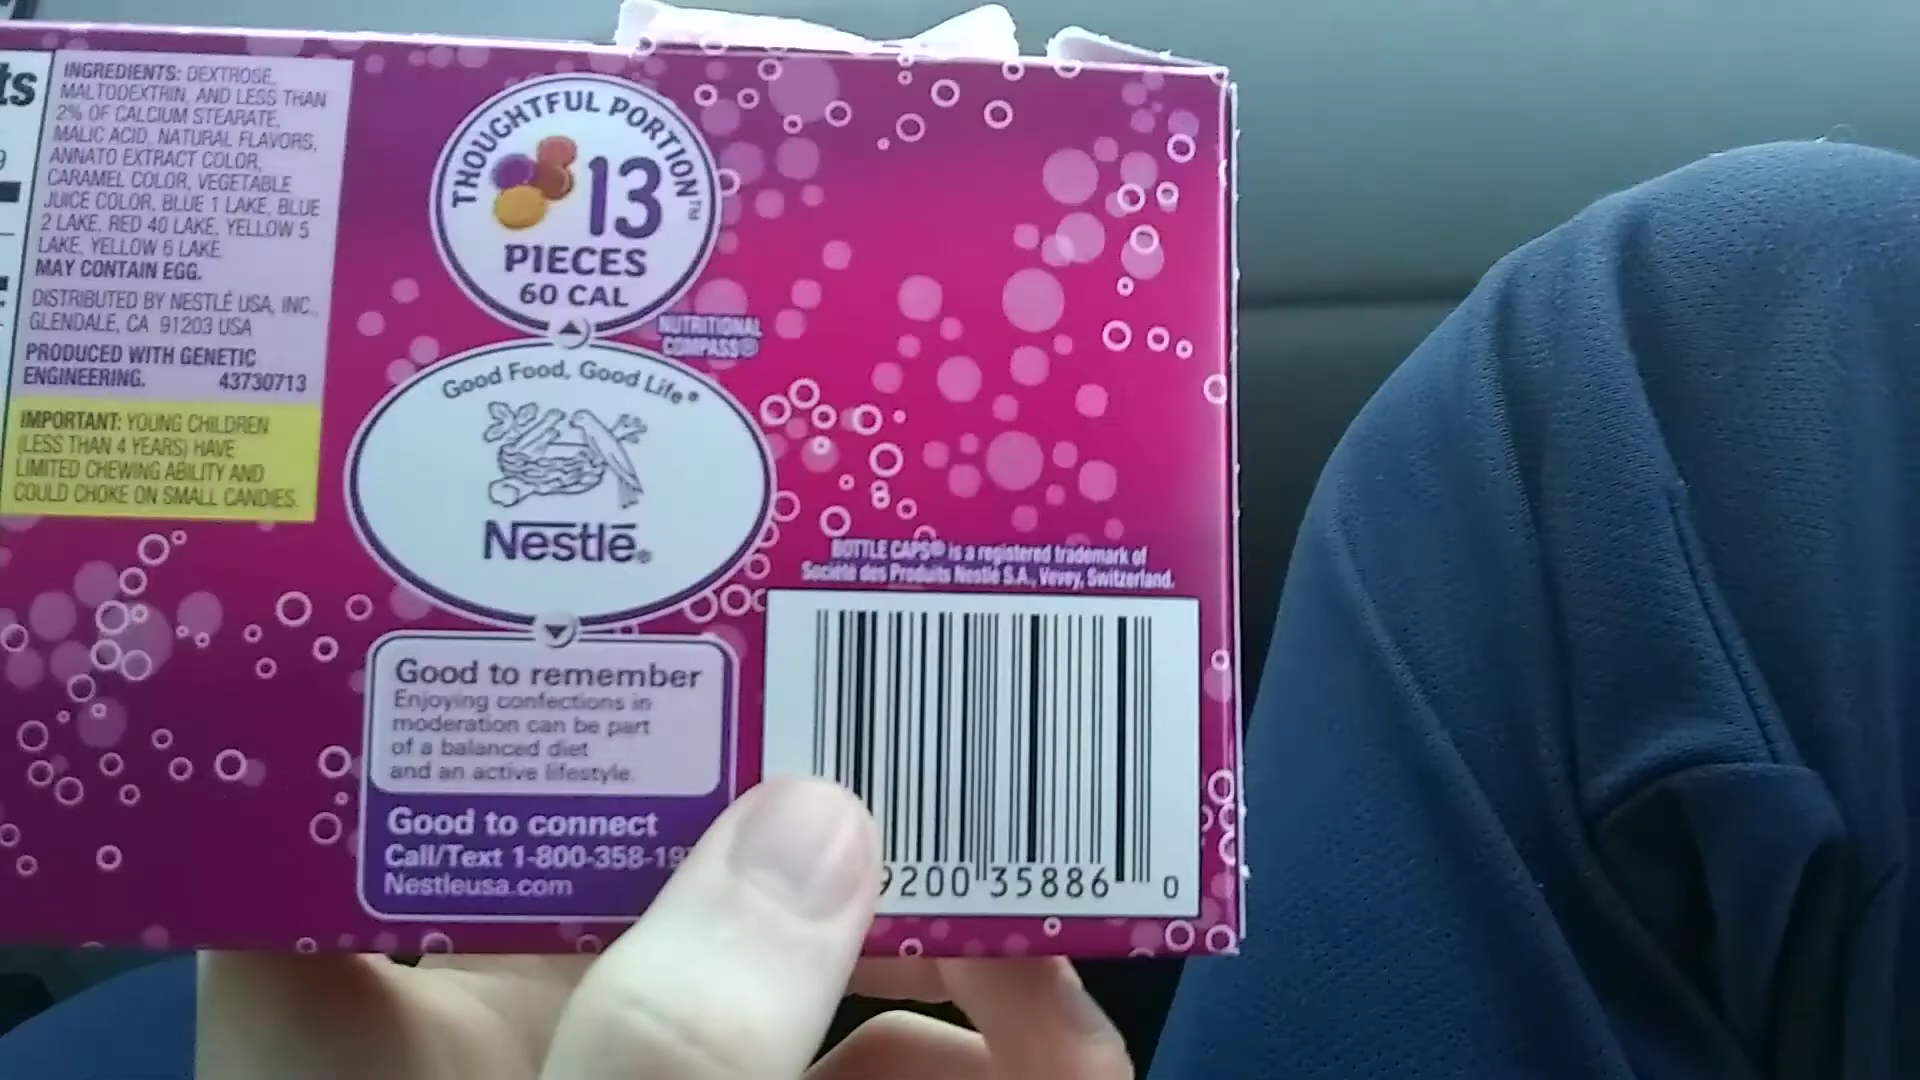 ts
9
INGREDIENTS: DEXTROSE,
MALTODEXTRIN, AND LESS THAN
2% OF CALCIUM STEARATE,
MALIC ACID, NATURAL FLAVORS,
ANNATO EXTRACT COLOR,
CARAMEL COLOR, VEGETABLE
JUICE COLOR, BLUE 1 LAKE, BLUE
2 LAKE, RED 40 LAKE, YELLOW 5
LAKE, YELLOW 6 LAKE
MAY CONTAIN EGG.
DISTRIBUTED BY NESTLÉ USA, INC.,
GLENDALE, CA 91203 USA
PRODUCED WITH GENETIC
ENGINEERING. 43730713
IMPORTANT: YOUNG CHILDREN
(LESS THAN 4 YEARS) HAVE
LIMITED CHEWING ABILITY AND
COULD CHOKE ON SMALL CANDIES.
THOUGHTFUL PORTION™
13
PIECES
60 CAL
NUTRITIONAL
COMPASS®
Good Food, Good Life®
Nestlé®
Good to remember
Enjoying confections in
moderation can be part
of a balanced diet
and an active lifestyle.
Good to connect
Call/Text 1-800-358-19
Nestleusa.com
BOTTLE CAPS® is a registered trademark of
Société des Produits Nestlé S.A., Vevey, Switzerland.
9200 35886 0